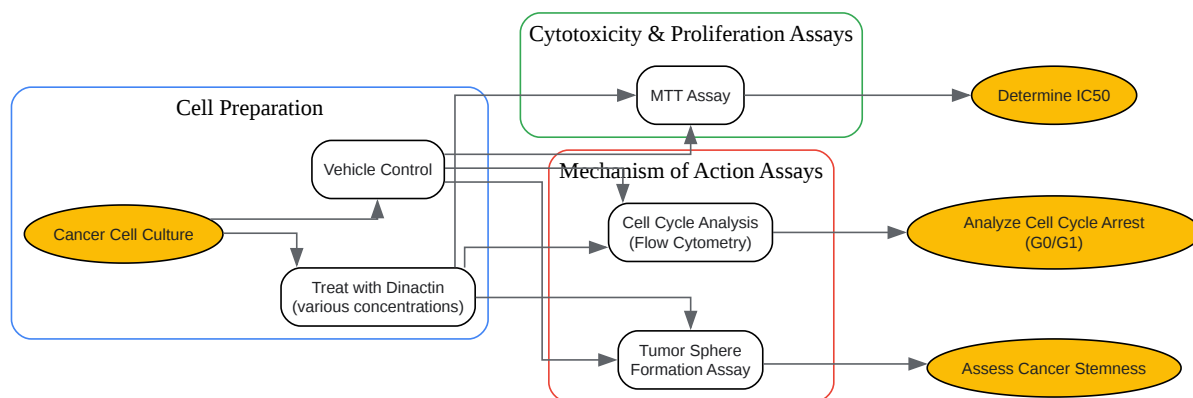 Cytotoxicity & Proliferation Assays
MTT Assay
Determine IC50
Cell Preparation
Vehicle Control
Cancer Cell Culture
Treat with Dinactin
(various concentrations)
Mechanism of Action Assays
Cell Cycle Analysis
(Flow Cytometry)
Analyze Cell Cycle Arrest
(G0/G1)
Tumor Sphere
Formation Assay
Assess Cancer Stemness